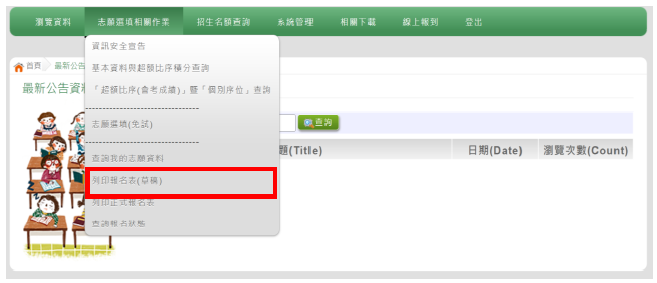 瀏覽資料 志願選填相關作業 招生名額查詢 系統管理 相關下載 線上報到 登出
首頁 最新公告
最新公告資料
資訊安全宣告
基本資料與超額比序積分查詢
「超額比序(會考成績)」暨「個別序位」查詢
志願選填(免試)
查詢我的志願資料
列印報名表(草稿)
列印正式報名表
查詢報名狀態
查詢
題(Title) 日期(Date) 瀏覽次數(Count)